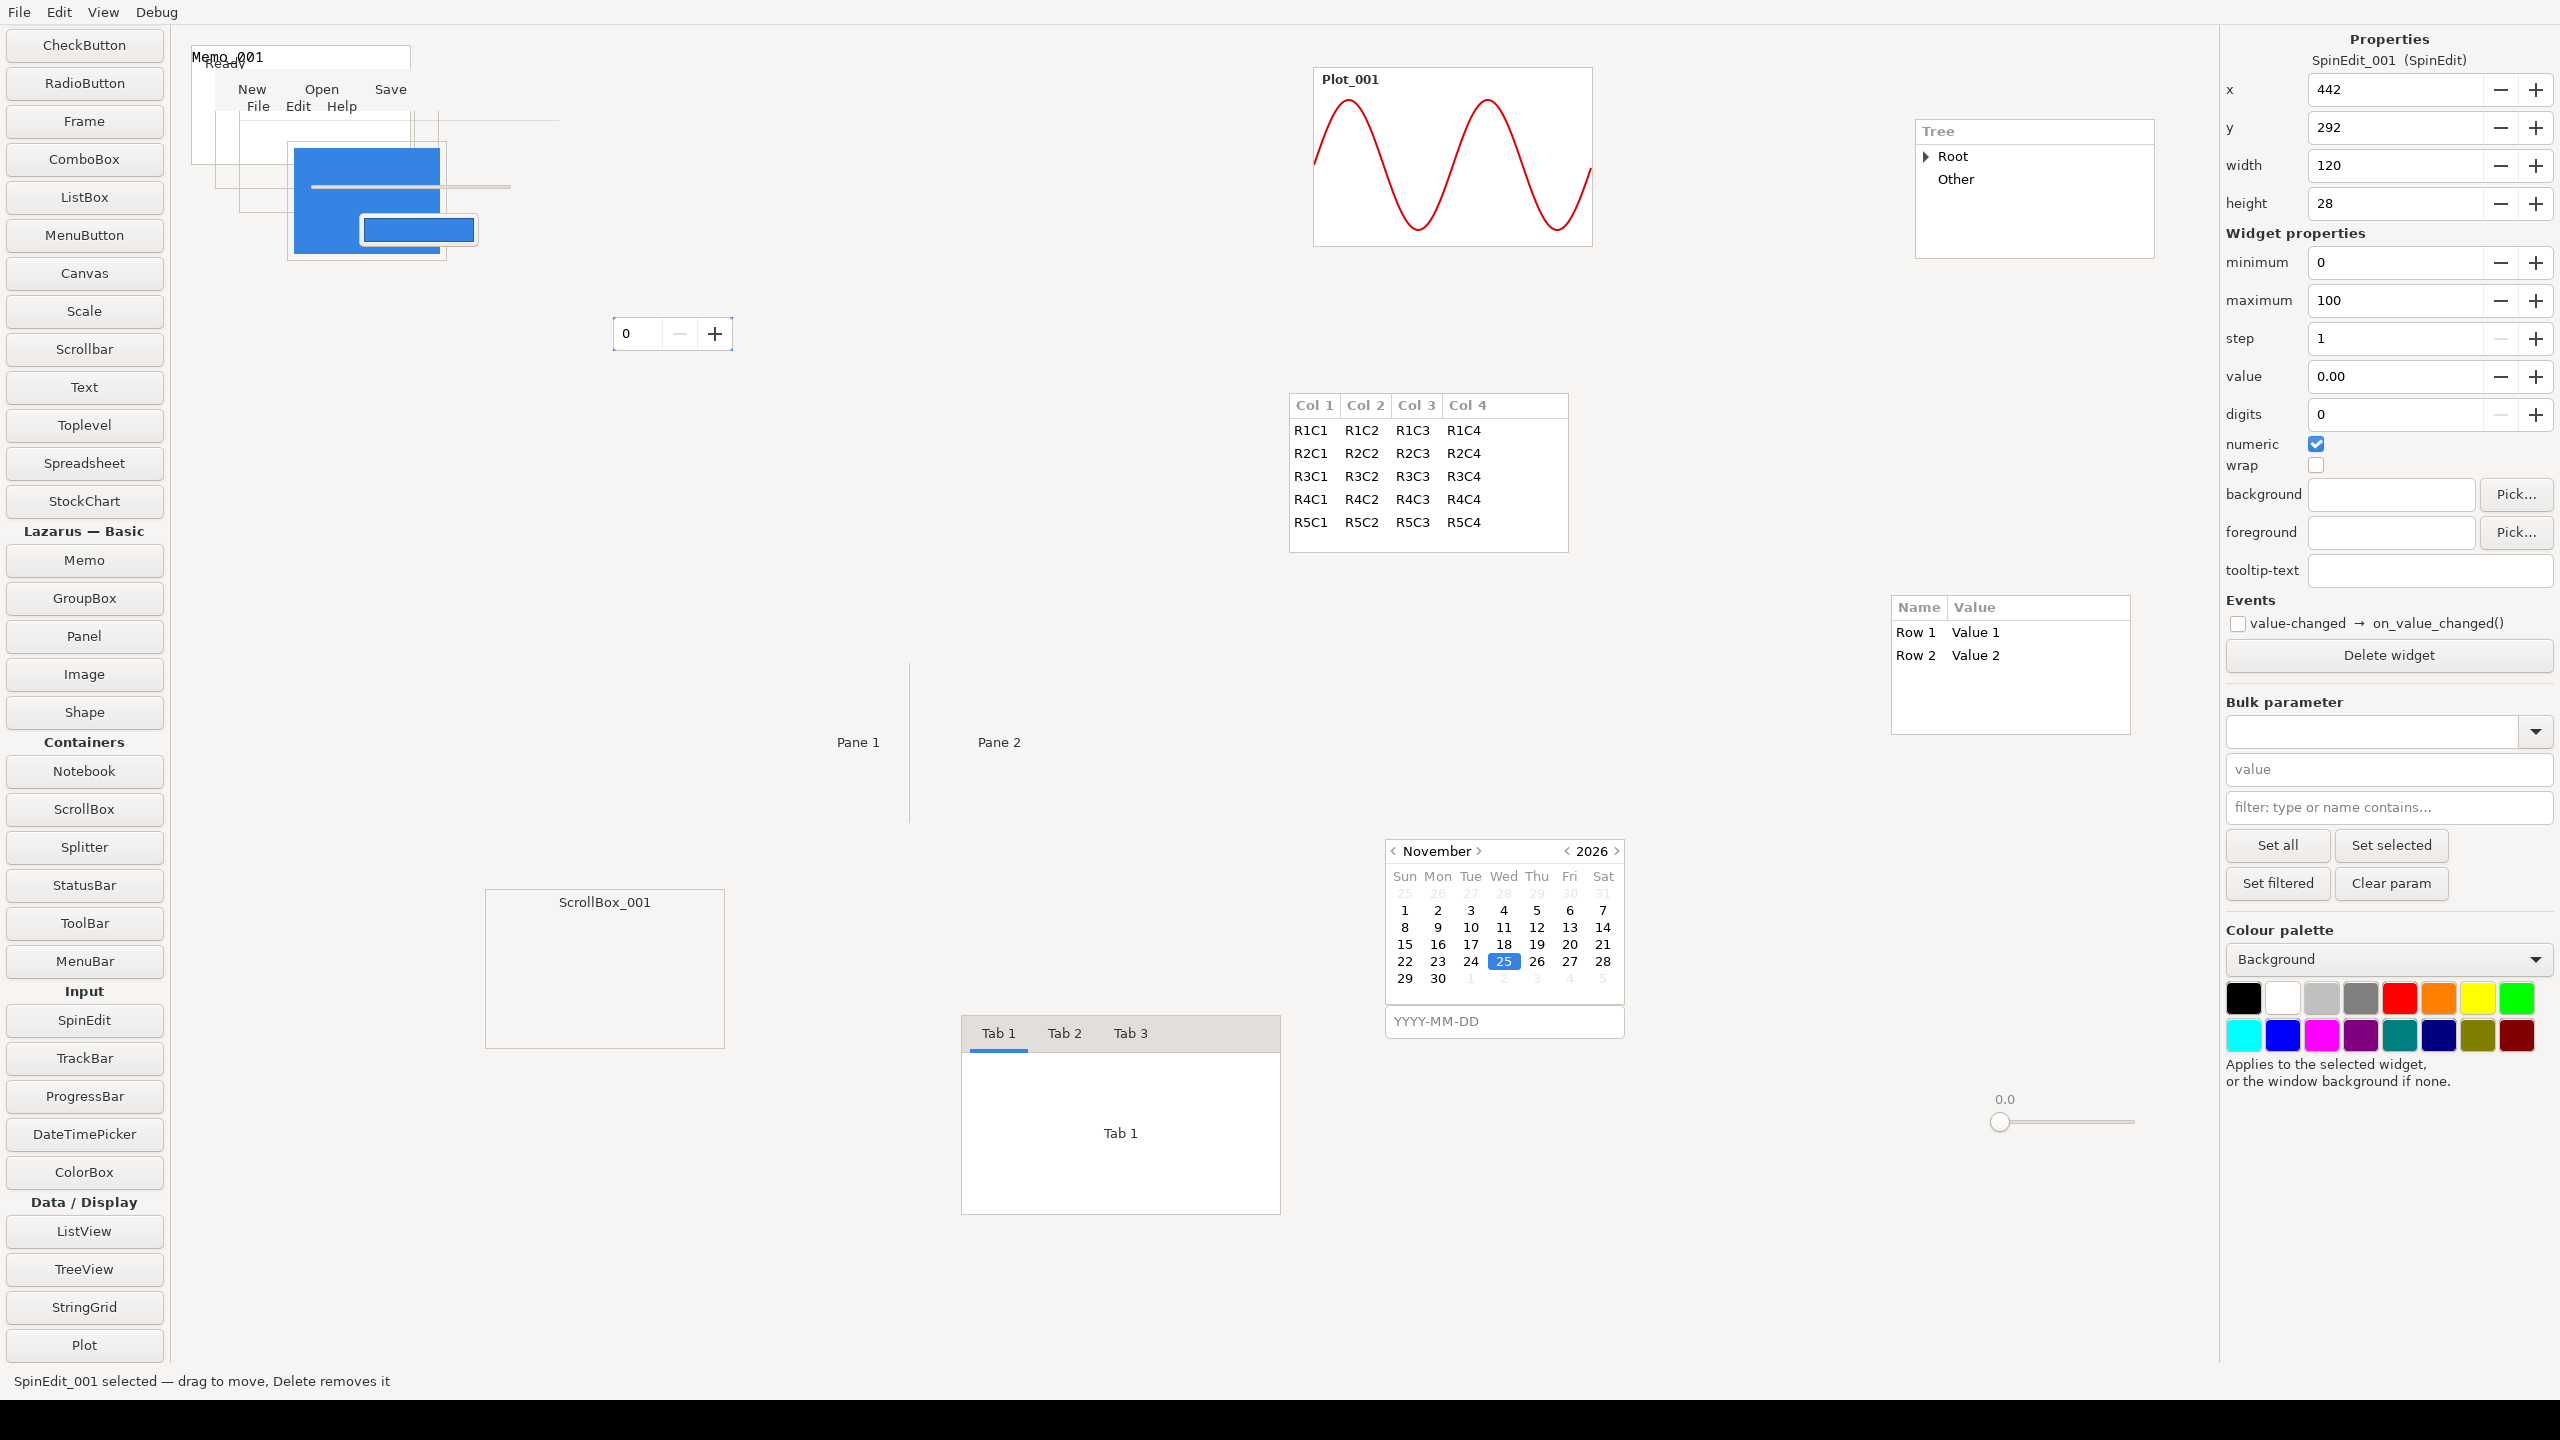 File Edit View Debug
CheckButton
RadioButton
Frame
ComboBox
ListBox
MenuButton
Canvas
Scale
Scrollbar
Text
Toplevel
Spreadsheet
StockChart
Lazarus — Basic
Memo
GroupBox
Panel
Image
Shape
Containers
Notebook
ScrollBox
Splitter
StatusBar
ToolBar
MenuBar
Input
SpinEdit
TrackBar
ProgressBar
DateTimePicker
ColorBox
Data / Display
ListView
TreeView
StringGrid
Plot
Memo_001
Ready
New Open Save
File Edit Help
0
Plot_001
Tree
Root
Other
Col 1 Col 2 Col 3 Col 4
R1C1 R1C2 R1C3 R1C4
R2C1 R2C2 R2C3 R2C4
R3C1 R3C2 R3C3 R3C4
R4C1 R4C2 R4C3 R4C4
R5C1 R5C2 R5C3 R5C4
Name Value
Row 1 Value 1
Row 2 Value 2
Pane 1 Pane 2
ScrollBox_001
November 2026
Sun Mon Tue Wed Thu Fri Sat
25 26 27 28 29 30 31
1 2 3 4 5 6 7
8 9 10 11 12 13 14
15 16 17 18 19 20 21
22 23 24 25 26 27 28
29 30 1 2 3 4 5
YYYY-MM-DD
Tab 1 Tab 2 Tab 3
Tab 1
0.0
Properties
SpinEdit_001 (SpinEdit)
x 442
y 292
width 120
height 28
Widget properties
minimum 0
maximum 100
step 1
value 0.00
digits 0
numeric
wrap
background Pick...
foreground Pick...
tooltip-text
Events
value-changed → on_value_changed()
Delete widget
Bulk parameter
value
filter: type or name contains...
Set all Set selected
Set filtered Clear param
Colour palette
Background
Applies to the selected widget,
or the window background if none.
SpinEdit_001 selected — drag to move, Delete removes it